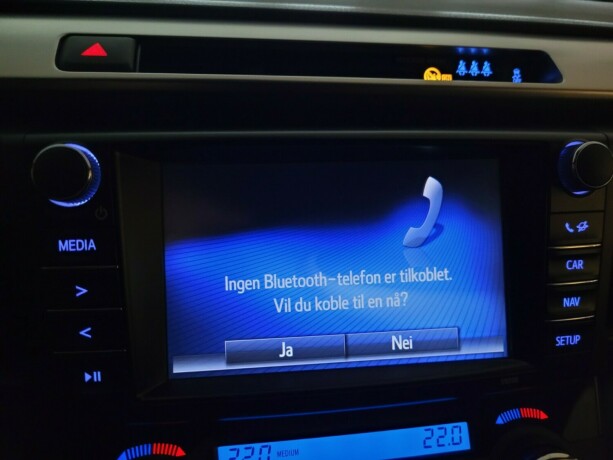 MEDIA
>
<
Ingen Bluetooth-telefon er tilkoblet.
Vil du koble til en nå?
Ja
Nei
CAR
NAV
SETUP
22.0
MEDIUM
22.0